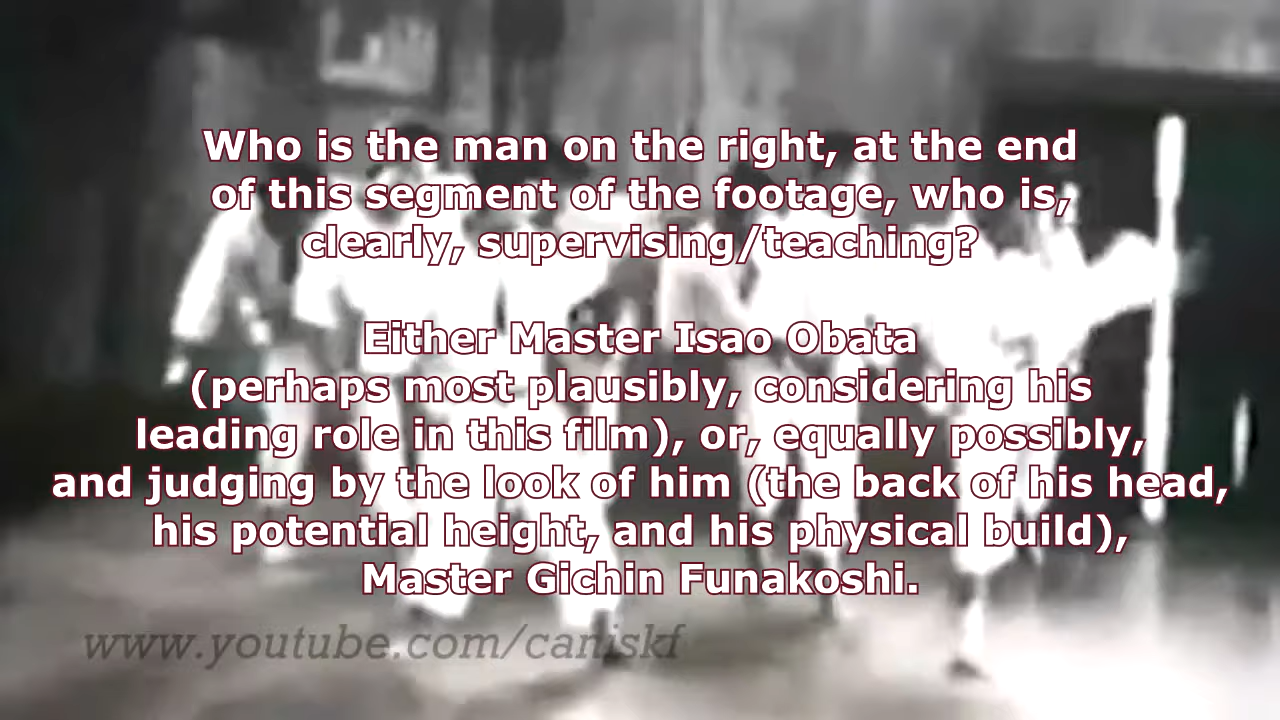 Who is the man on the right, at the end
of this segment of the footage, who is,
clearly, supervising/teaching?
Either Master Isao Obata
(perhaps most plausibly, considering his
leading role in this film), or, equally possibly,
and judging by the look of him (the back of his head,
his potential height, and his physical build),
Master Gichin Funakoshi.
www.youtube.com/caniskf